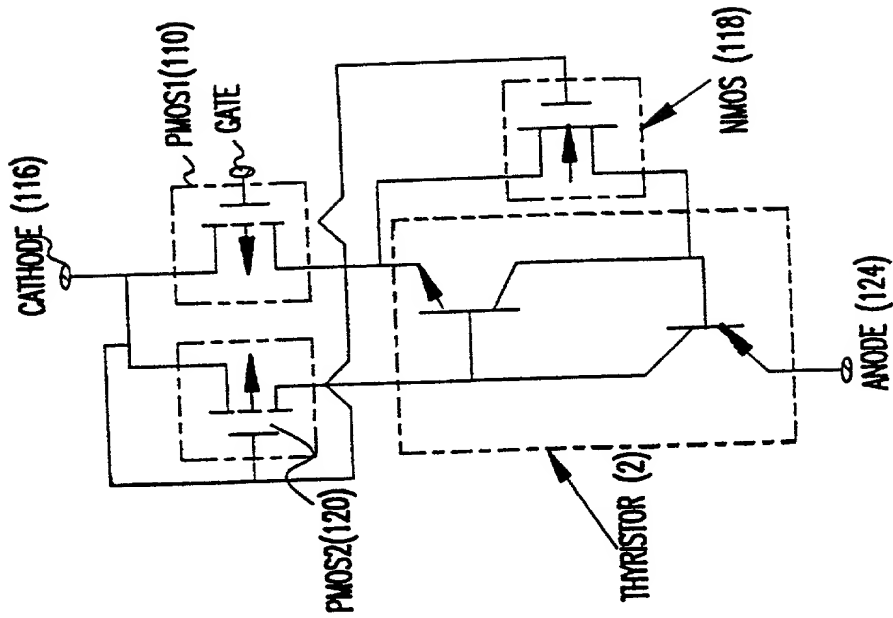 CATHODE (116)
PMOS1(110)
GATE
PMOS2(120)
NMOS (118)
THYRISTOR (2)
ANODE (124)